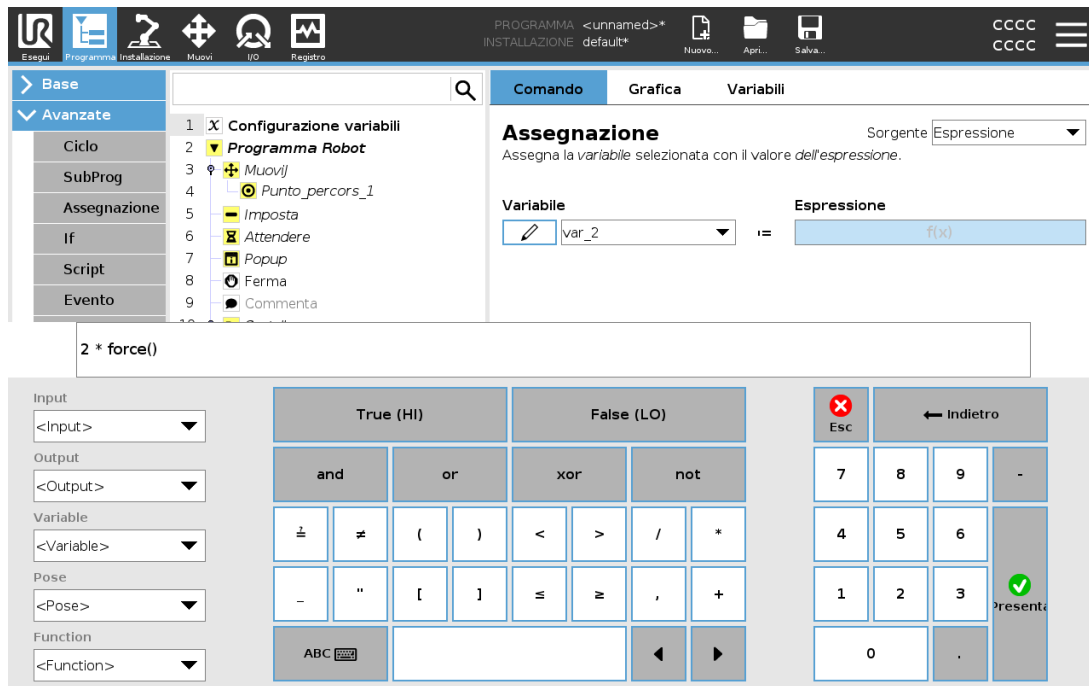 PROGRAMMA <unnamed>*
INSTALLAZIONE default*
CCCC
CCCC
UR
Esegui
Programma
Installazione
Muovi
I/O
Registro
Nuovo...
Apri...
Salva...
Base
Avanzate
Ciclo
SubProg
Assegnazione
If
Script
Evento
1 X Configurazione variabili
2 Programma Robot
3 MuoviJ
4 Punto_percors_1
5 Imposta
6 Attendere
7 Popup
8 Ferma
9 Commenta
Comando
Grafica
Variabili
Assegnazione
Sorgente Espressione
Assegna la variabile selezionata con il valore dell'espressione.
Variabile
Espressione
var_2
:=
f(x)
2 * force()
Input
<Input>
Output
<Output>
Variable
<Variable>
Pose
<Pose>
Function
<Function>
True (HI)
False (LO)
Esc
Indietro
and
or
xor
not
7
8
9
-
≟
≠
(
)
<
>
/
*
4
5
6
_
"
[
]
≤
≥
,
+
1
2
3
Presenta
ABC
0
.